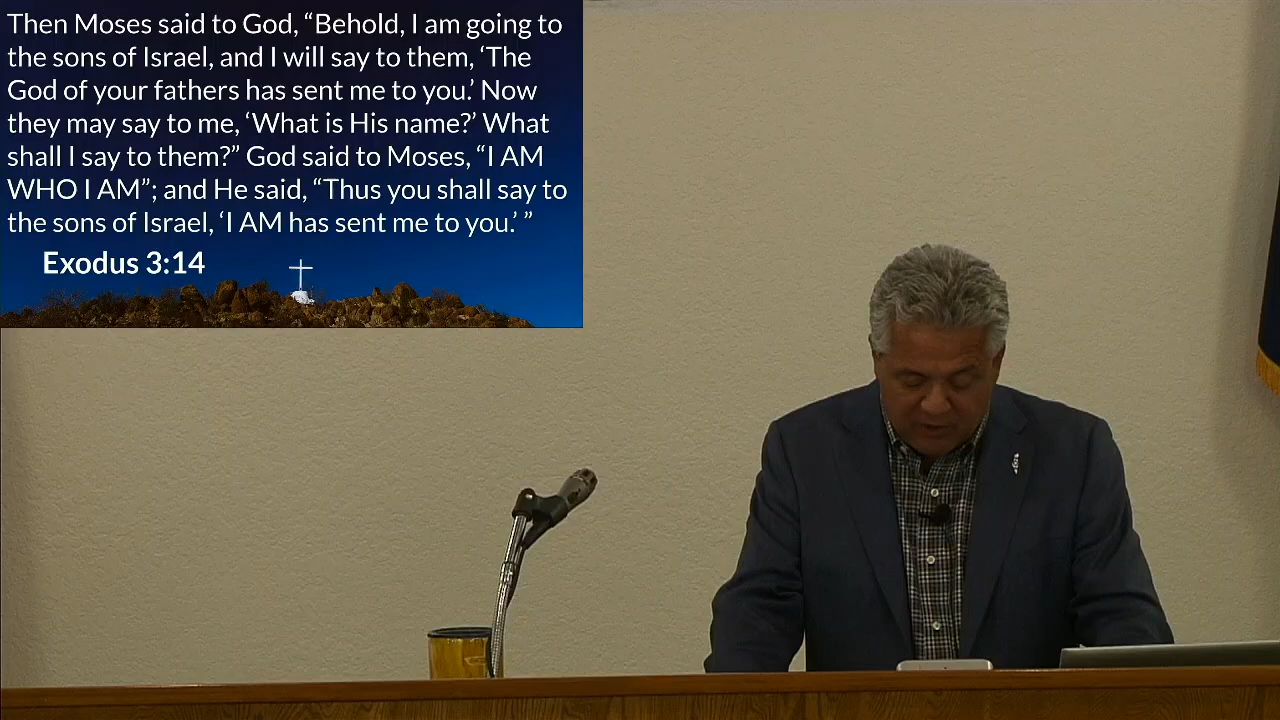 Then Moses said to God, “Behold, I am going to
the sons of Israel, and I will say to them, ‘The
God of your fathers has sent me to you.’ Now
they may say to me, ‘What is His name?’ What
shall I say to them?” God said to Moses, “I AM
WHO I AM”; and He said, “Thus you shall say to
the sons of Israel, ‘I AM has sent me to you.’ ”
Exodus 3:14